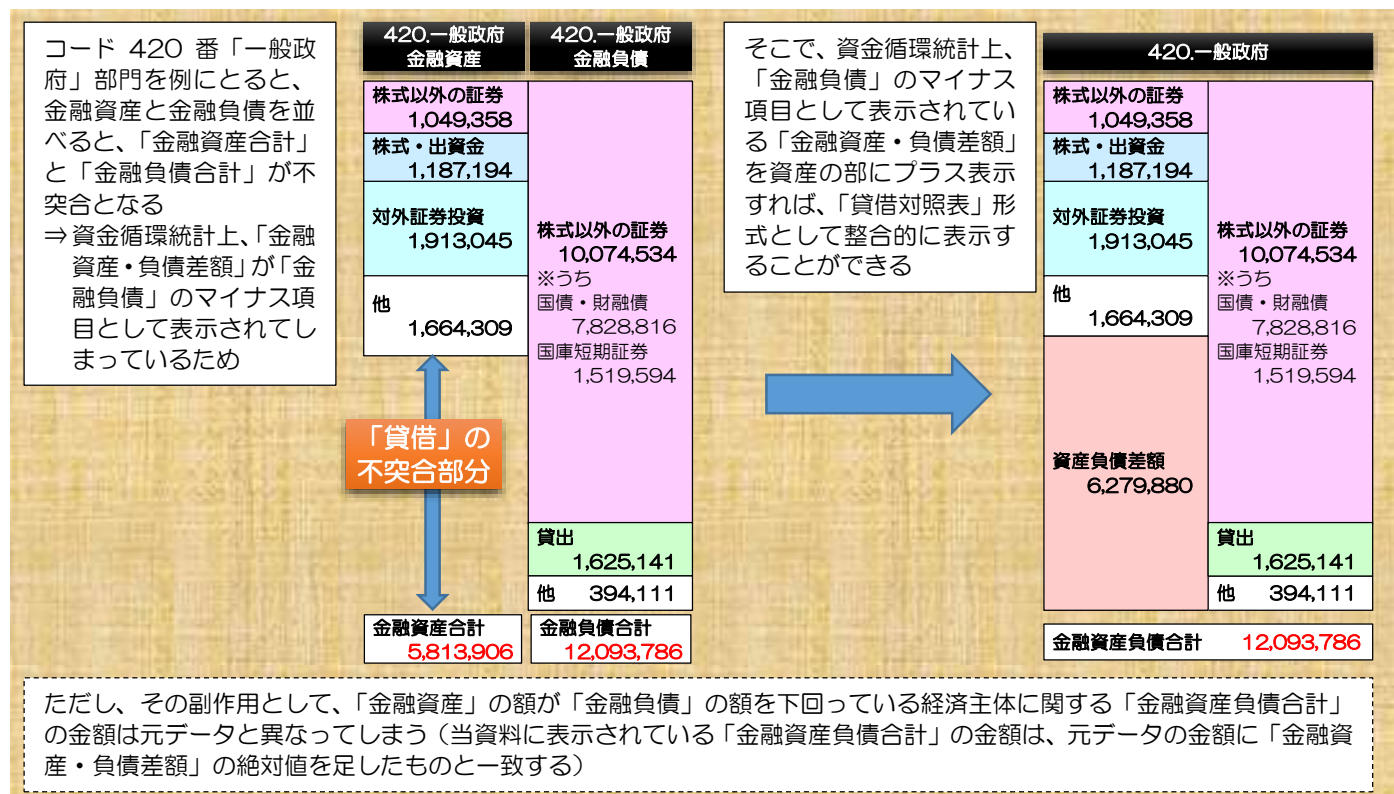 コード 420 番「一般政
府」部門を例にとると、
金融資産と金融負債を並
べると、「金融資産合計」
と「金融負債合計」が不
突合となる
⇒資金循環統計上、「金融
資産・負債差額」が「金
融負債」のマイナス項
目として表示されてし
まっているため
420.一般政府
金融資産
420.一般政府
金融負債
株式以外の証券
1,049,358
株式・出資金
1,187,194
対外証券投資
1,913,045
他
1,664,309
「貸借」の
不突合部分
金融資産合計
5,813,906
株式以外の証券
10,074,534
※うち
国債・財融債
7,828,816
国庫短期証券
1,519,594
貸出
1,625,141
他 394,111
金融負債合計
12,093,786
そこで、資金循環統計上、
「金融負債」のマイナス
項目として表示されてい
る「金融資産・負債差額」
を資産の部にプラス表示
すれば、「貸借対照表」形
式として整合的に表示す
ることができる
420.一般政府
株式以外の証券
1,049,358
株式・出資金
1,187,194
対外証券投資
1,913,045
他
1,664,309
資産負債差額
6,279,880
株式以外の証券
10,074,534
※うち
国債・財融債
7,828,816
国庫短期証券
1,519,594
貸出
1,625,141
他 394,111
金融資産負債合計 12,093,786
ただし、その副作用として、「金融資産」の額が「金融負債」の額を下回っている経済主体に関する「金融資産負債合計」
の金額は元データと異なってしまう（当資料に表示されている「金融資産負債合計」の金額は、元データの金額に「金融資
産・負債差額」の絶対値を足したものと一致する）